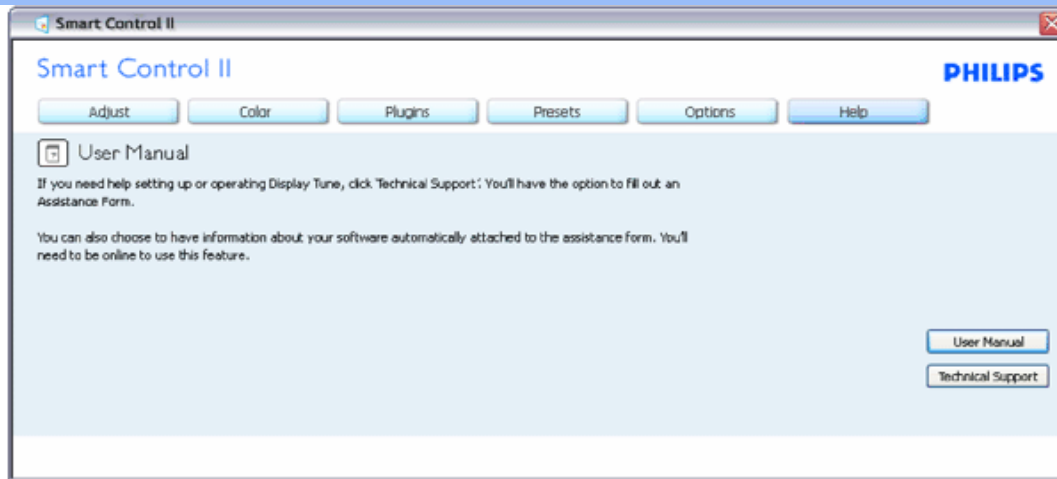 Smart Control II
Smart Control II
PHILIPS
Adjust Color Plugins Presets Options Help
User Manual
If you need help setting up or operating Display Tune, click 'Technical Support'. You'll have the option to fill out an
Assistance Form.
You can also choose to have information about your software automatically attached to the assistance form. You'll
need to be online to use this feature.
User Manual
Technical Support